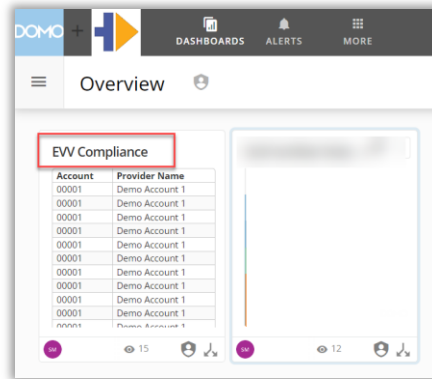 DOMO +
DASHBOARDS ALERTS MORE
Overview
EVV Compliance
Account Provider Name
00001 Demo Account 1
00001 Demo Account 1
00001 Demo Account 1
00001 Demo Account 1
00001 Demo Account 1
00001 Demo Account 1
00001 Demo Account 1
00001 Demo Account 1
00001 Demo Account 1
00001 Demo Account 1
00001 Demo Account 1
SM 15 SM 12